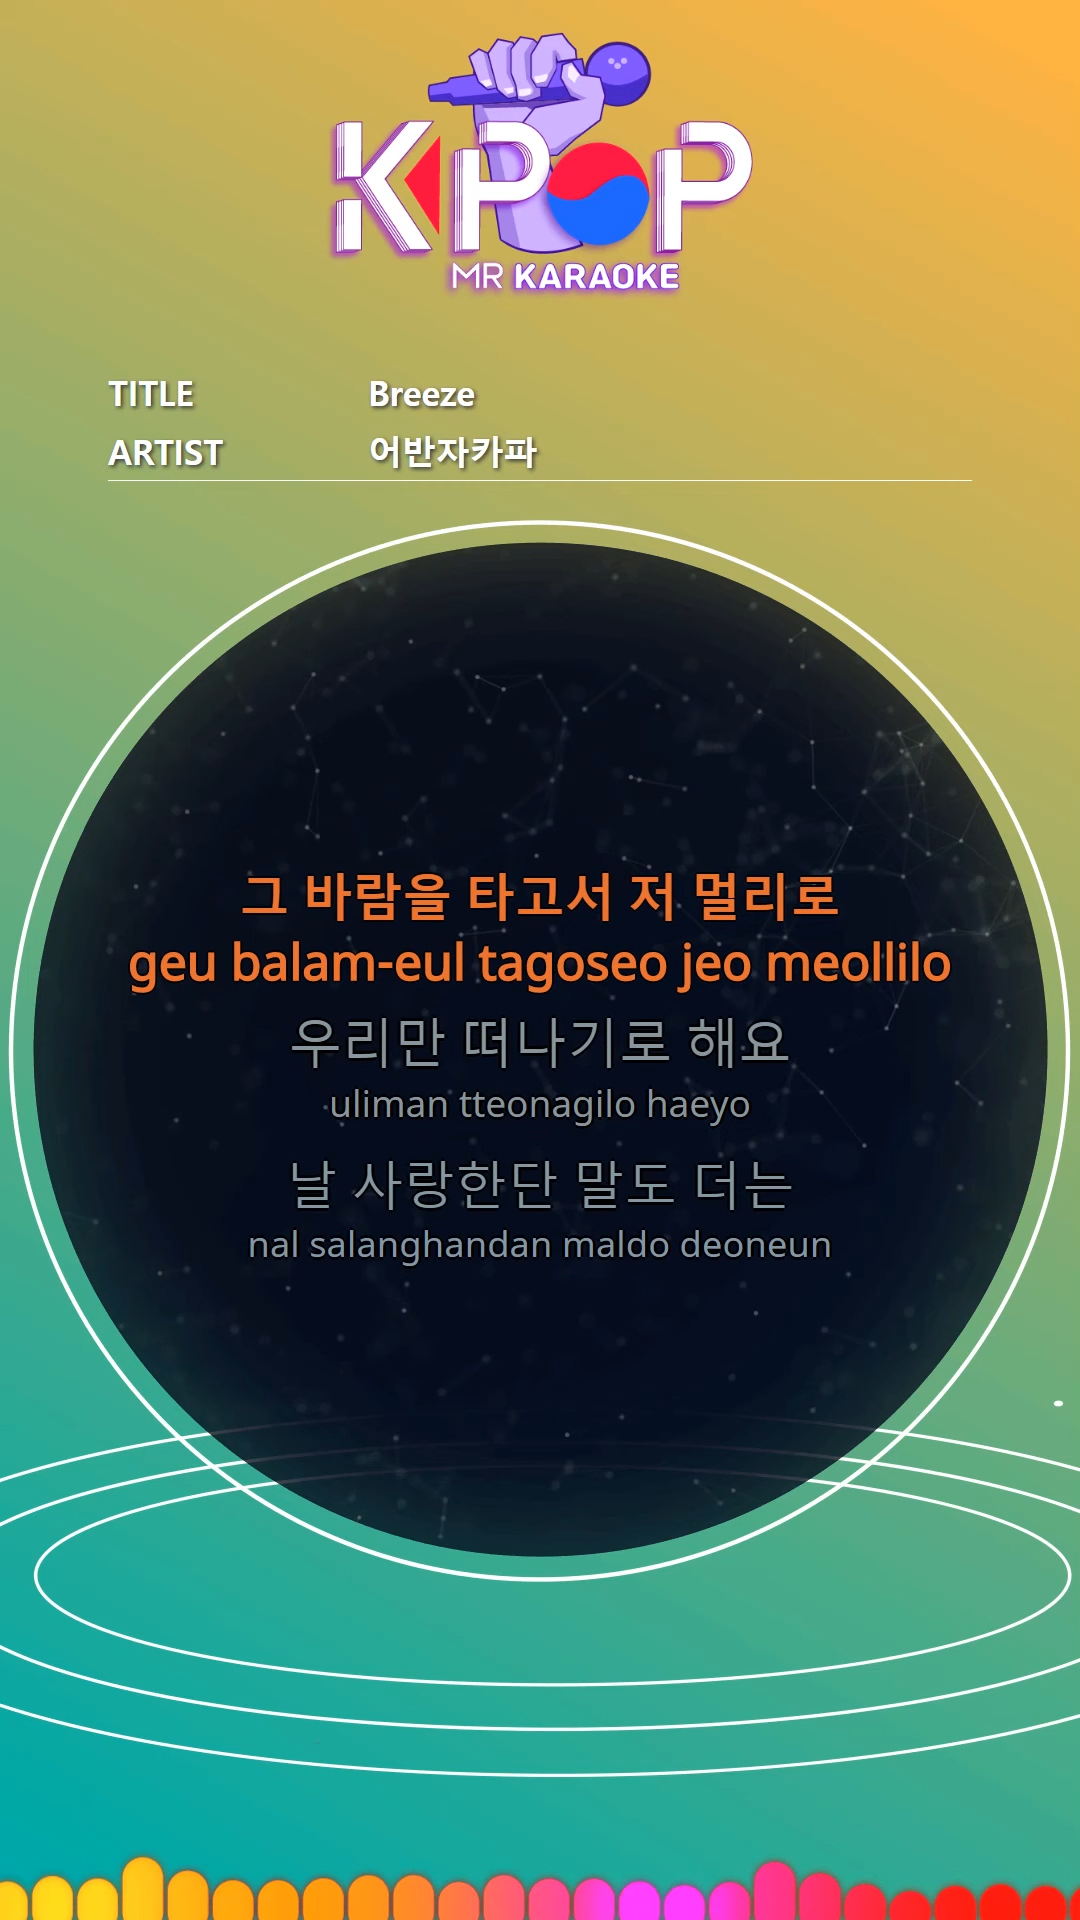 KPOP
MR KARAOKE
TITLE Breeze
ARTIST 어반자카파
그 바람을 타고서 저 멀리로
geu balam-eul tagoseo jeo meollilo
우리만 떠나기로 해요
uliman tteonagilo haeyo
날 사랑한단 말도 더는
nal salanghandan maldo deoneun